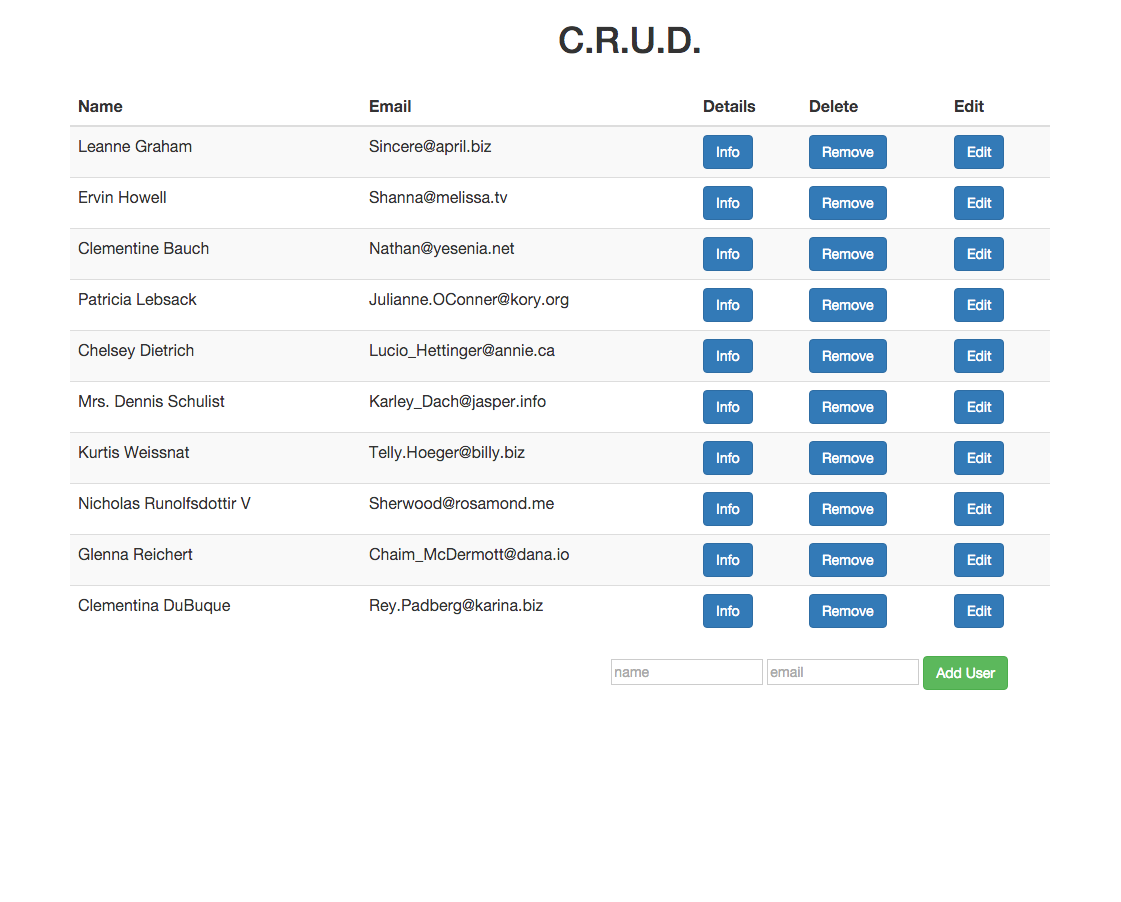 C.R.U.D.
Name Email Details Delete Edit
Leanne Graham Sincere@april.biz Info Remove Edit
Ervin Howell Shanna@melissa.tv Info Remove Edit
Clementine Bauch Nathan@yesenia.net Info Remove Edit
Patricia Lebsack Julianne.OConner@kory.org Info Remove Edit
Chelsey Dietrich Lucio_Hettinger@annie.ca Info Remove Edit
Mrs. Dennis Schulist Karley_Dach@jasper.info Info Remove Edit
Kurtis Weissnat Telly.Hoeger@billy.biz Info Remove Edit
Nicholas Runolfsdottir V Sherwood@rosamond.me Info Remove Edit
Glenna Reichert Chaim_McDermott@dana.io Info Remove Edit
Clementina DuBuque Rey.Padberg@karina.biz Info Remove Edit
name email Add User